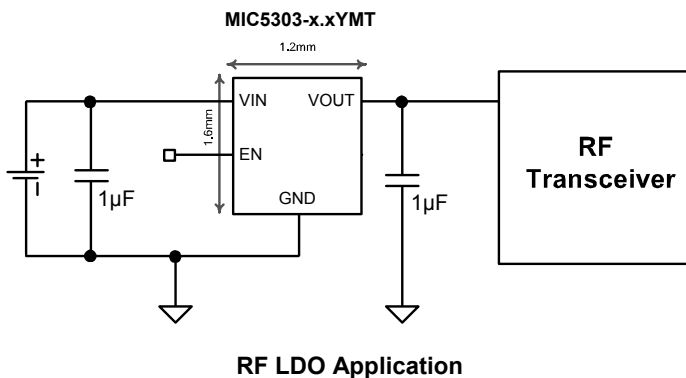 MIC5303-x.xYMT
1.2mm
1.6mm
VIN
VOUT
EN
GND
+
–
1µF
1µF
RF
Transceiver
RF LDO Application